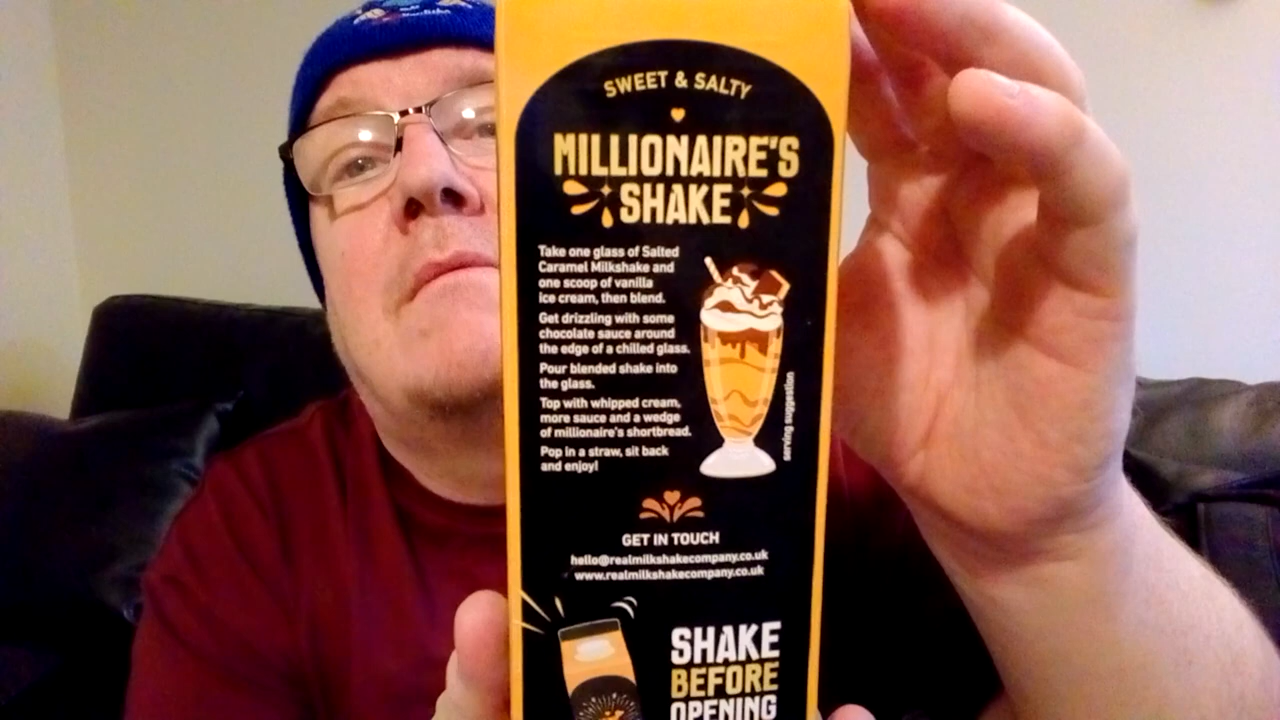 SWEET & SALTY
MILLIONAIRE'S
SHAKE
Take one glass of Salted
Caramel Milkshake and
one scoop of vanilla
ice cream, then blend.
Get drizzling with some
chocolate sauce around
the edge of a chilled glass.
Pour blended shake into
the glass.
Top with whipped cream,
more sauce and a wedge
of millionaire's shortbread.
Pop in a straw, sit back
and enjoy!
serving suggestion
GET IN TOUCH
hello@realmilkshakecompany.co.uk
www.realmilkshakecompany.co.uk
SHAKE
BEFORE
OPENING